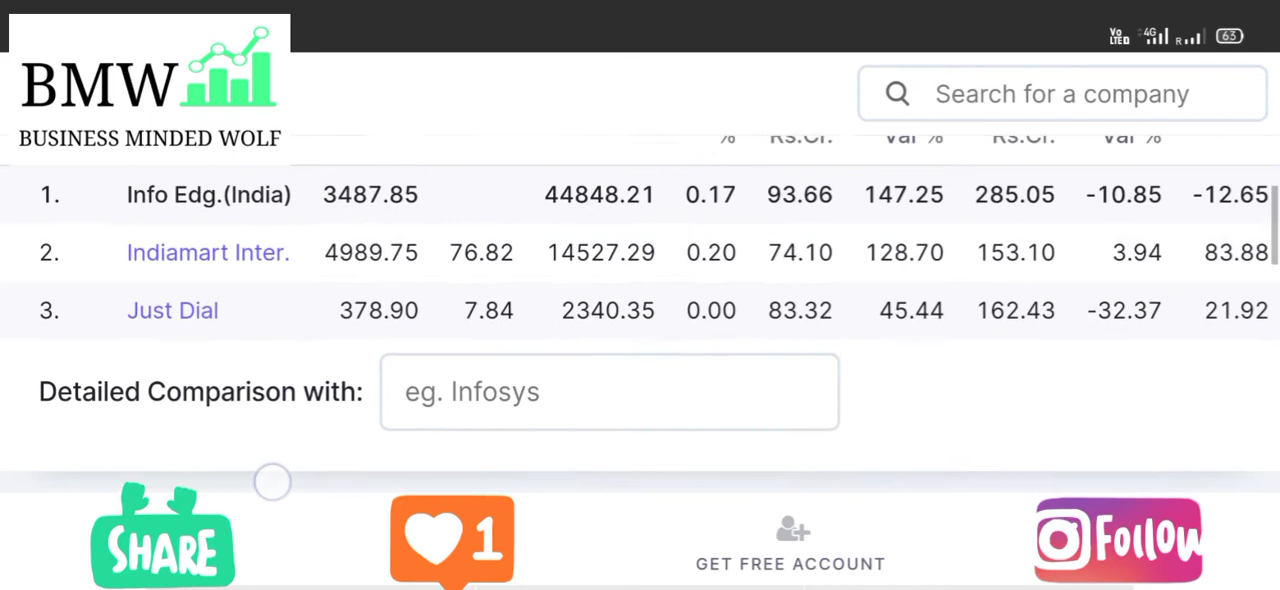 Vo LTED 4G R 63
BMW
BUSINESS MINDED WOLF
Search for a company
% Rs.Cr. Var % Rs.Cr. Var %
1. Info Edg.(India) 3487.85 44848.21 0.17 93.66 147.25 285.05 -10.85 -12.65
2. Indiamart Inter. 4989.75 76.82 14527.29 0.20 74.10 128.70 153.10 3.94 83.88
3. Just Dial 378.90 7.84 2340.35 0.00 83.32 45.44 162.43 -32.37 21.92
Detailed Comparison with: eg. Infosys
SHARE
1
GET FREE ACCOUNT
Follow